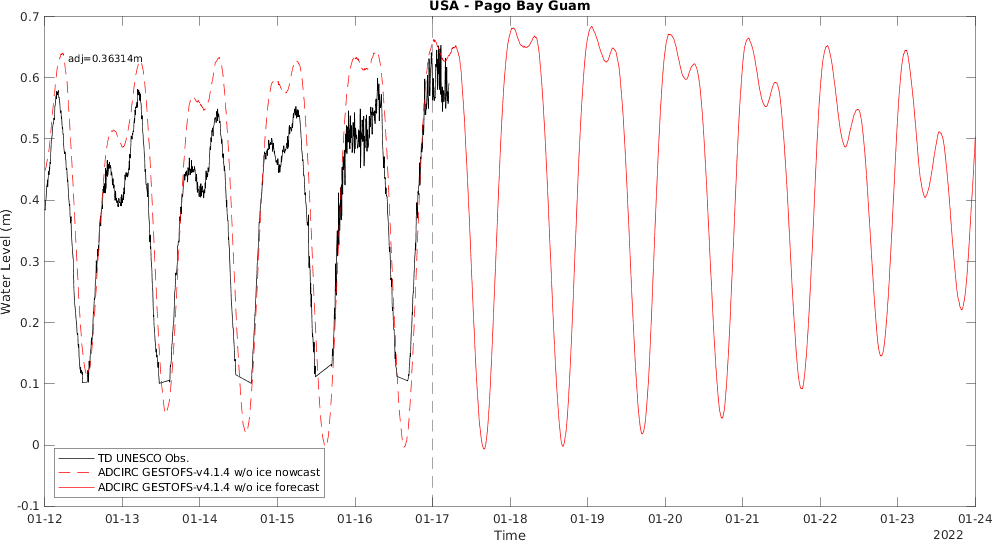 USA - Pago Bay Guam
adj=0.36314m
0.7
0.6
0.5
0.4
0.3
0.2
0.1
0
-0.1
Water Level (m)
TD UNESCO Obs.
ADCIRC GESTOFS-v4.1.4 w/o ice nowcast
ADCIRC GESTOFS-v4.1.4 w/o ice forecast
01-12 01-13 01-14 01-15 01-16 01-17 01-18 01-19 01-20 01-21 01-22 01-23 01-24
Time
2022